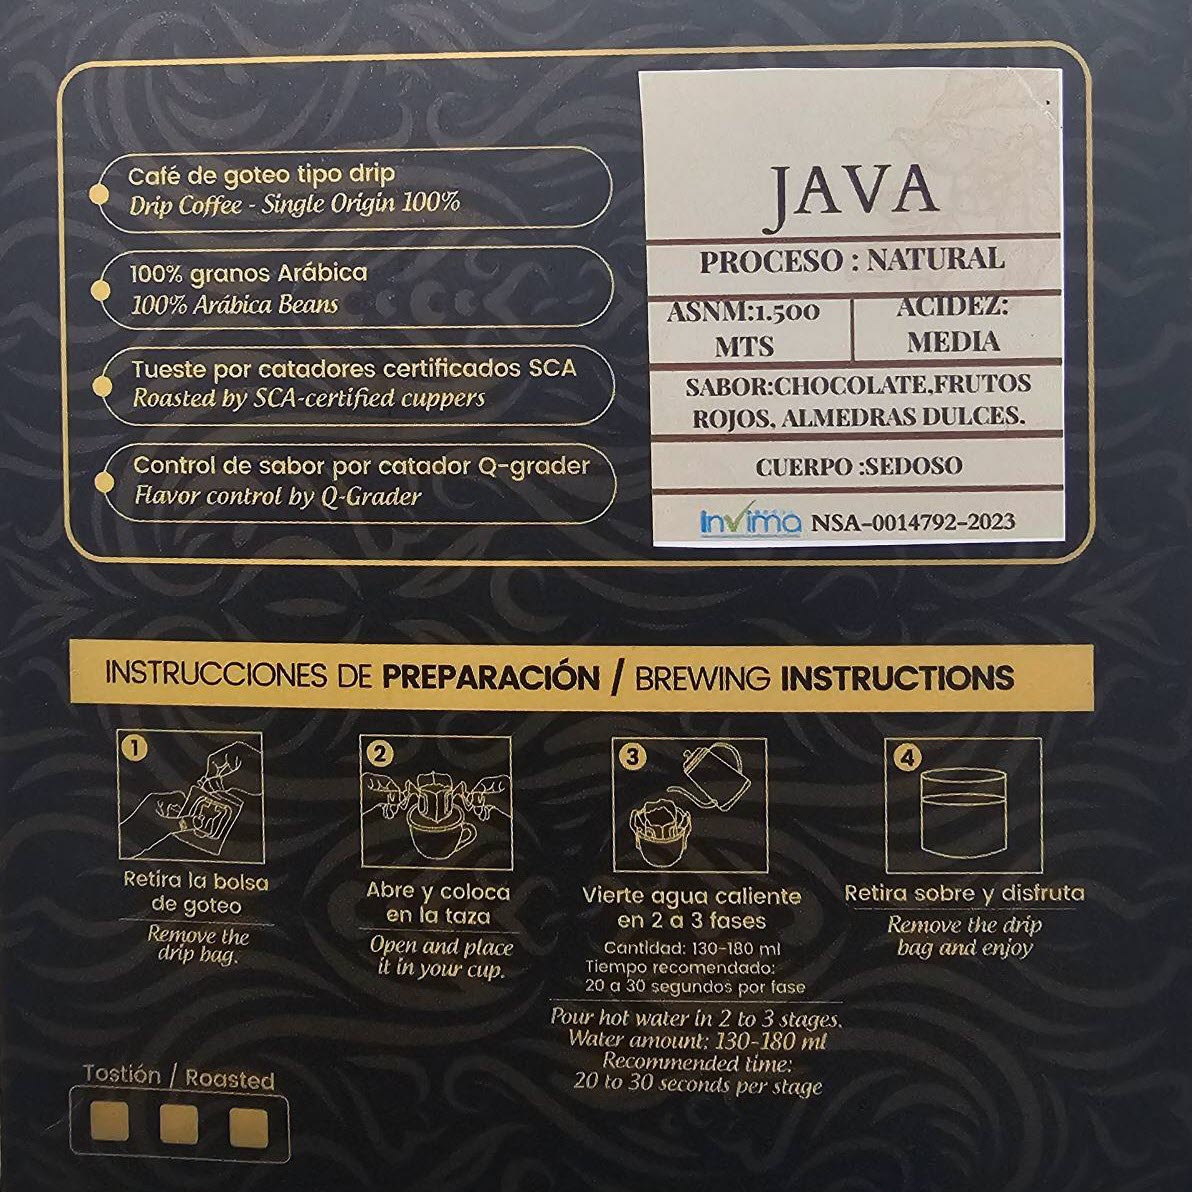 Café de goteo tipo drip
Drip Coffee - Single Origin 100%
100% granos Arábica
100% Arábica Beans
Tueste por catadores certificados SCA
Roasted by SCA-certified cuppers
Control de sabor por catador Q-grader
Flavor control by Q-Grader
JAVA
PROCESO : NATURAL
ASNM:1.500
MTS
ACIDEZ:
MEDIA
SABOR:CHOCOLATE,FRUTOS
ROJOS, ALMEDRAS DULCES.
CUERPO :SEDOSO
invima NSA-0014792-2023
INSTRUCCIONES DE PREPARACIÓN / BREWING INSTRUCTIONS
1
Retira la bolsa
de goteo
Remove the
drip bag.
2
Abre y coloca
en la taza
Open and place
it in your cup.
3
Vierte agua caliente
en 2 a 3 fases
Cantidad: 130-180 ml
Tiempo recomendado:
20 a 30 segundos por fase
Pour hot water in 2 to 3 stages.
Water amount: 130-180 ml
Recommended time:
20 to 30 seconds per stage
4
Retira sobre y disfruta
Remove the drip
bag and enjoy
Tostión / Roasted